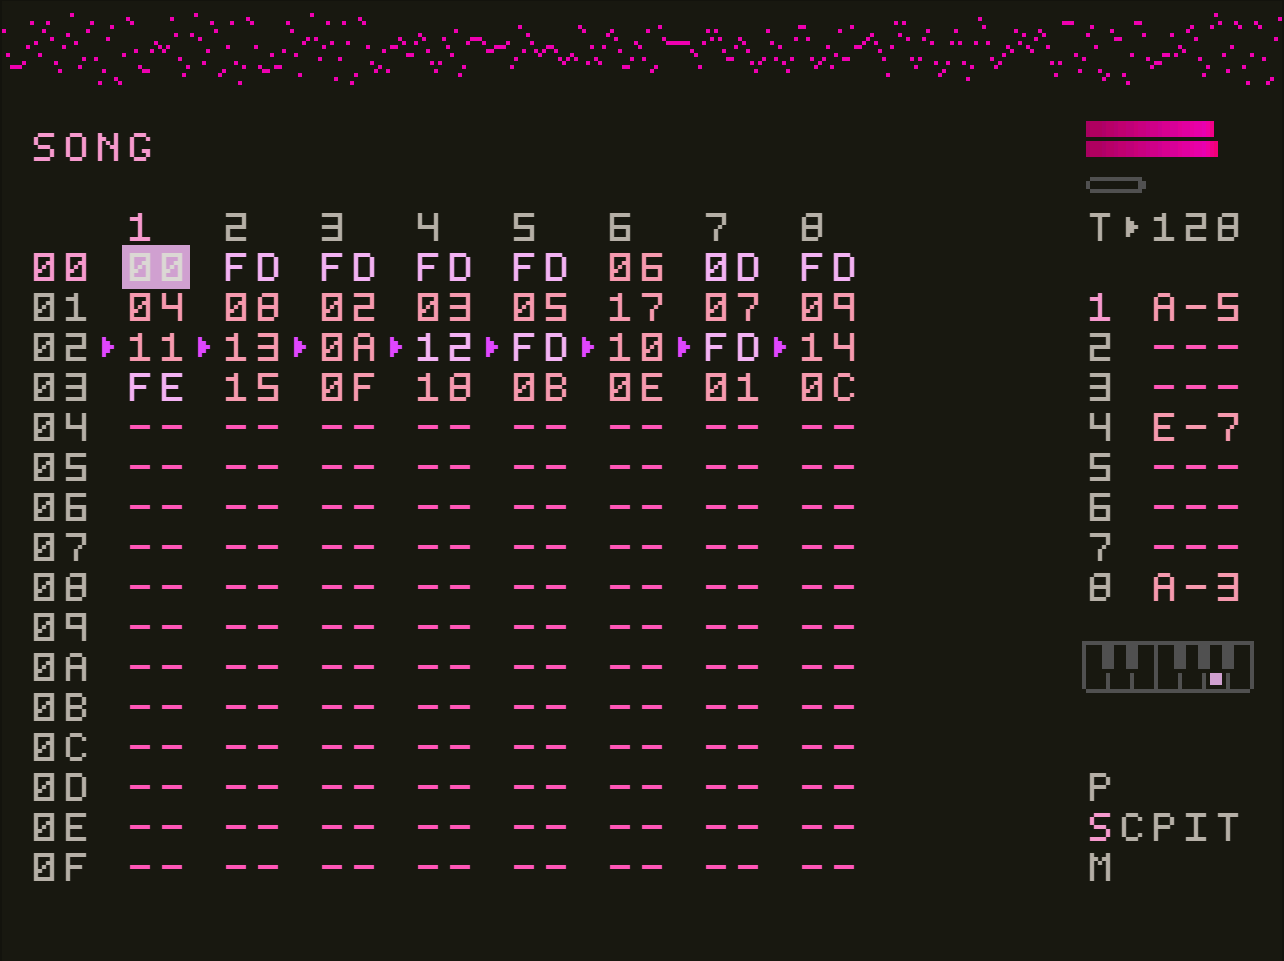 SONG
1 2 3 4 5 6 7 8 T 128
00 00 FD FD FD FD 06 0D FD
01 04 08 02 03 05 17 07 09 1 A-5
02 11 13 0A 12 FD 10 FD 14 2 ---
03 FE 15 0F 18 0B 0E 01 0C 3 ---
04 -- -- -- -- -- -- -- -- 4 E-7
05 -- -- -- -- -- -- -- -- 5 ---
06 -- -- -- -- -- -- -- -- 6 ---
07 -- -- -- -- -- -- -- -- 7 ---
08 -- -- -- -- -- -- -- -- 8 A-3
09 -- -- -- -- -- -- -- --
0A -- -- -- -- -- -- -- --
0B -- -- -- -- -- -- -- --
0C -- -- -- -- -- -- -- --
0D -- -- -- -- -- -- -- -- P
0E -- -- -- -- -- -- -- -- SCPIT
0F -- -- -- -- -- -- -- -- M